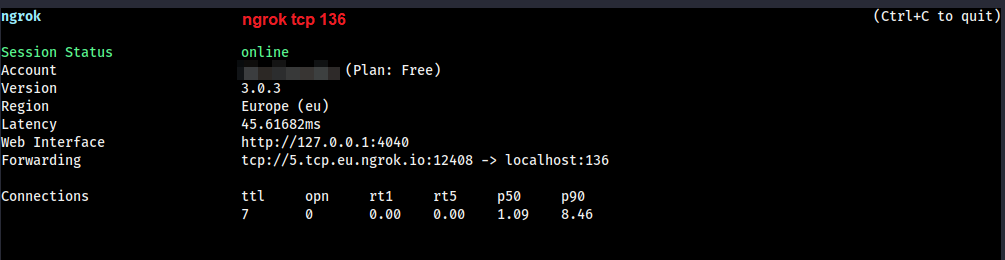 ngrok ngrok tcp 136 (Ctrl+C to quit)
Session Status online
Account (Plan: Free)
Version 3.0.3
Region Europe (eu)
Latency 45.61682ms
Web Interface http://127.0.0.1:4040
Forwarding tcp://5.tcp.eu.ngrok.io:12408 -> localhost:136
Connections ttl opn rt1 rt5 p50 p90
7 0 0.00 0.00 1.09 8.46